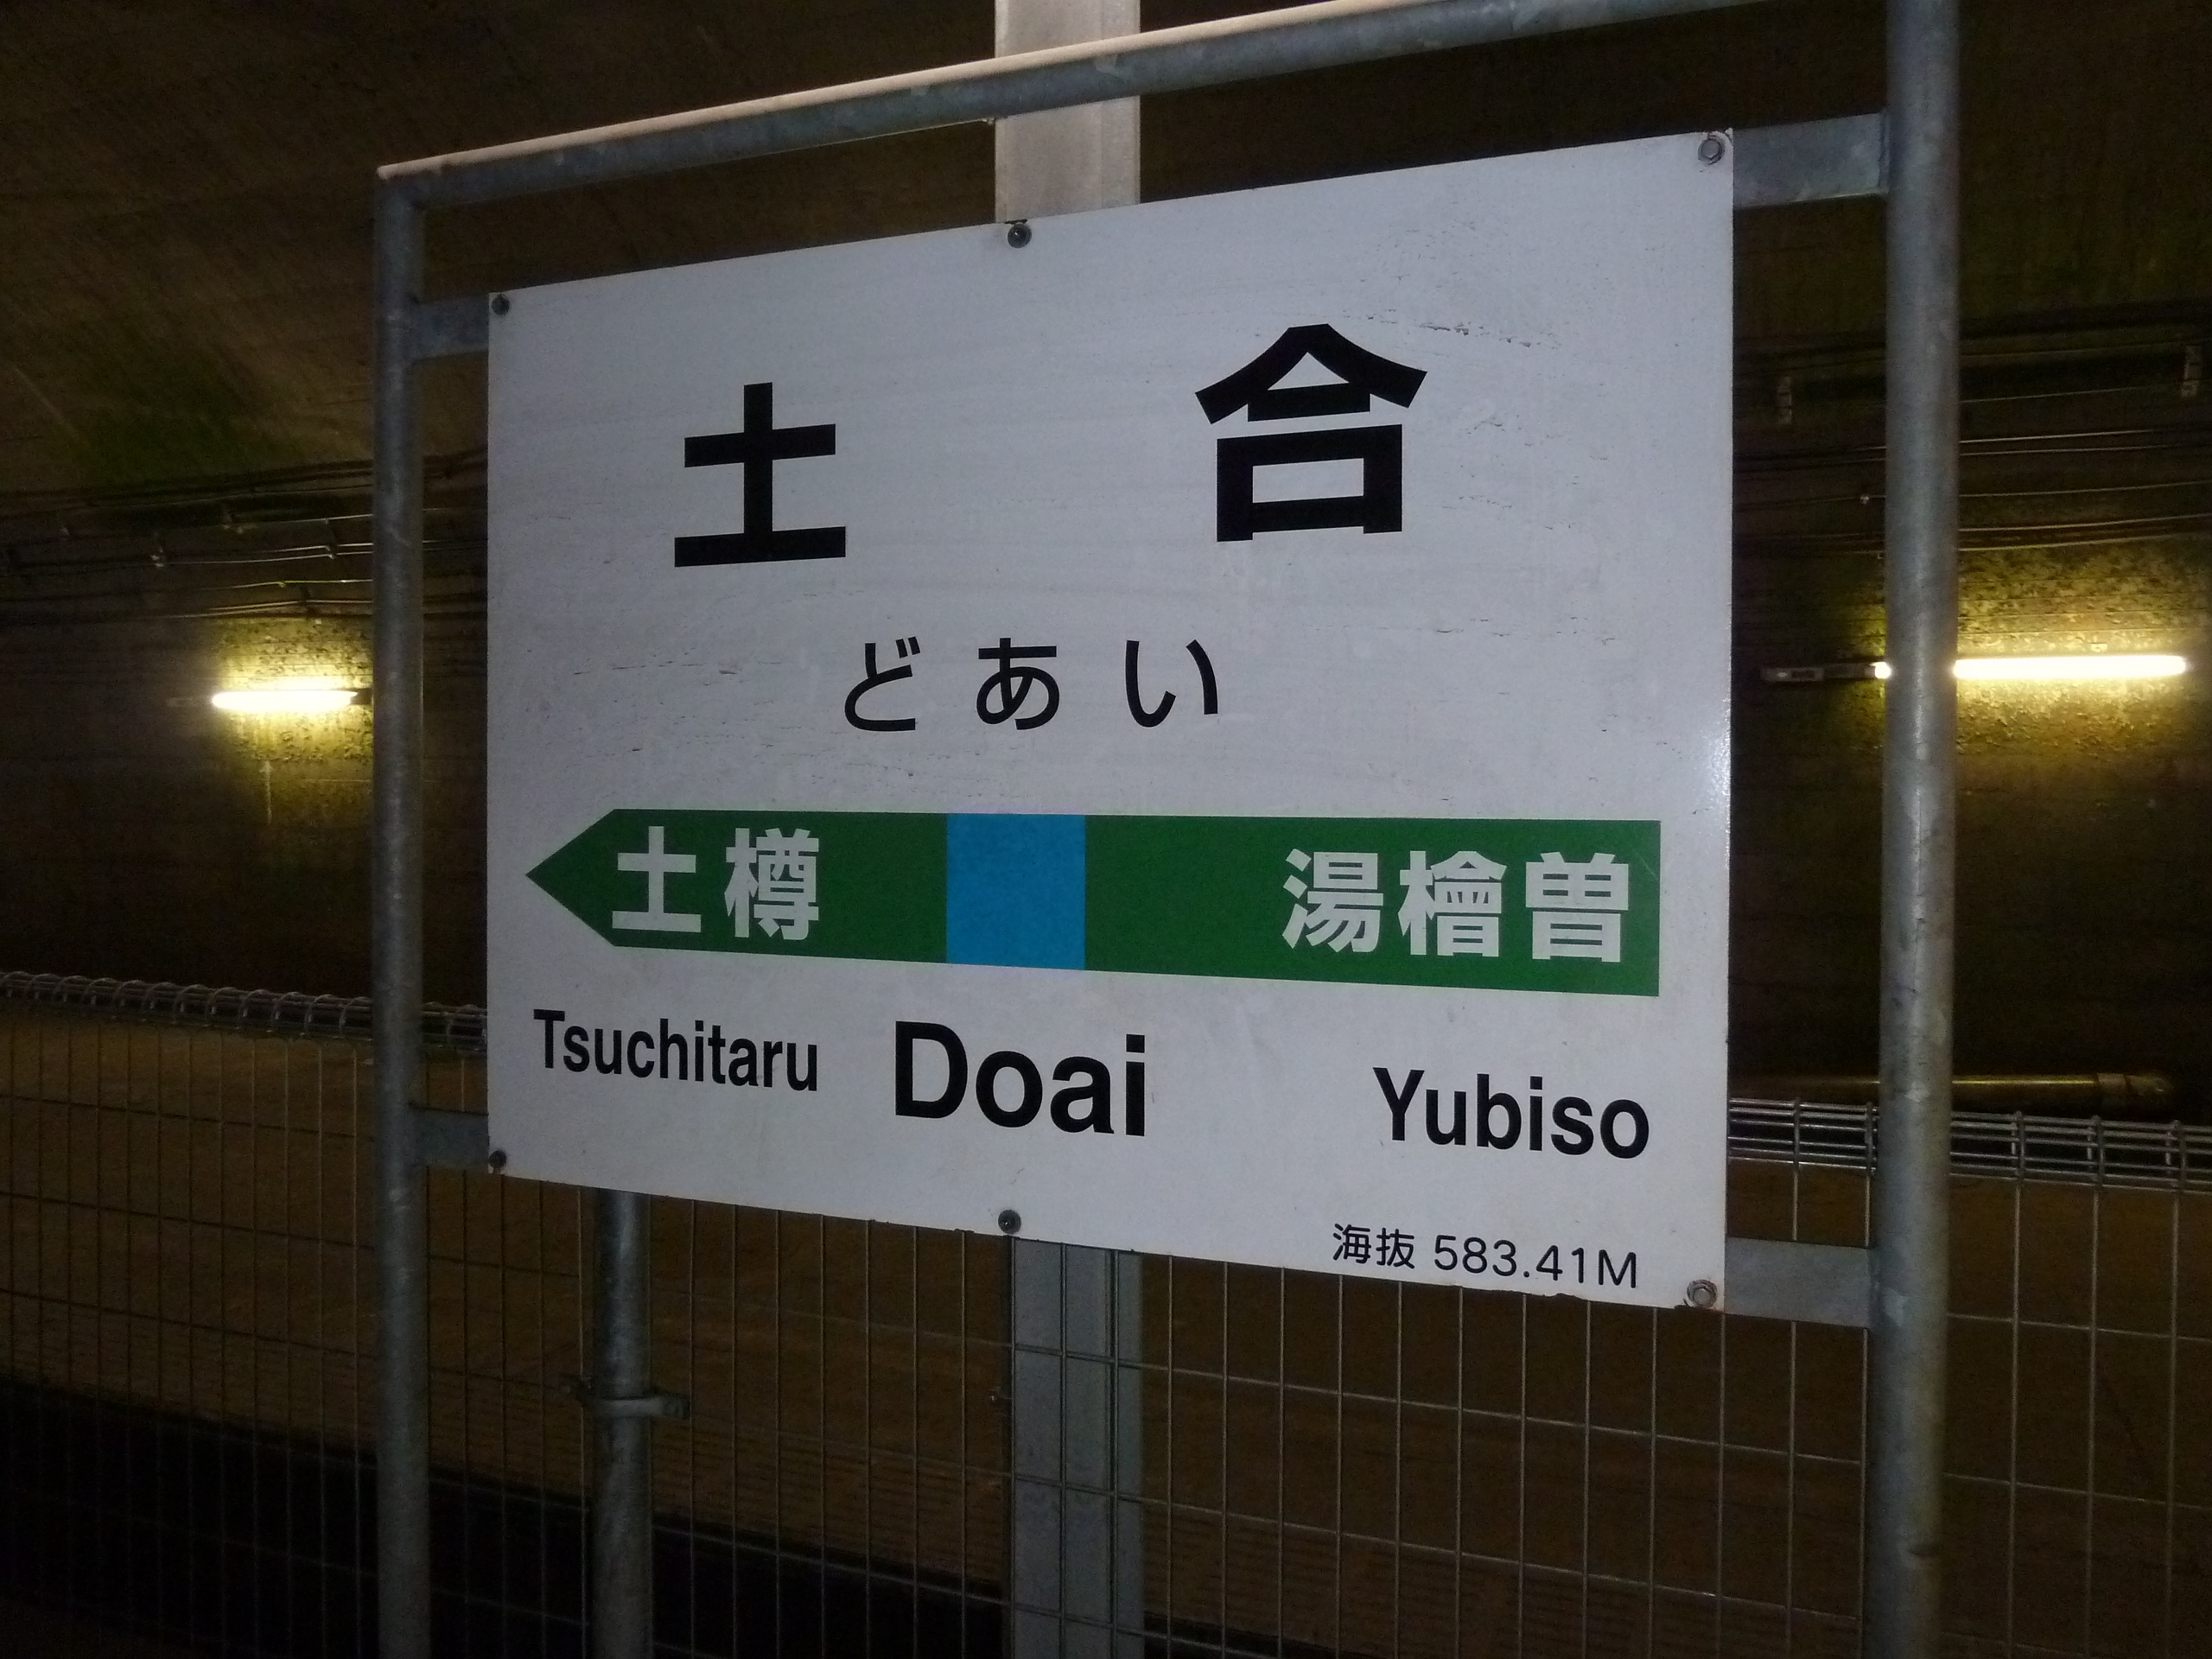 土 合
どあい
土樽 湯檜曽
Tsuchitaru Doai Yubiso
海抜 583.41M